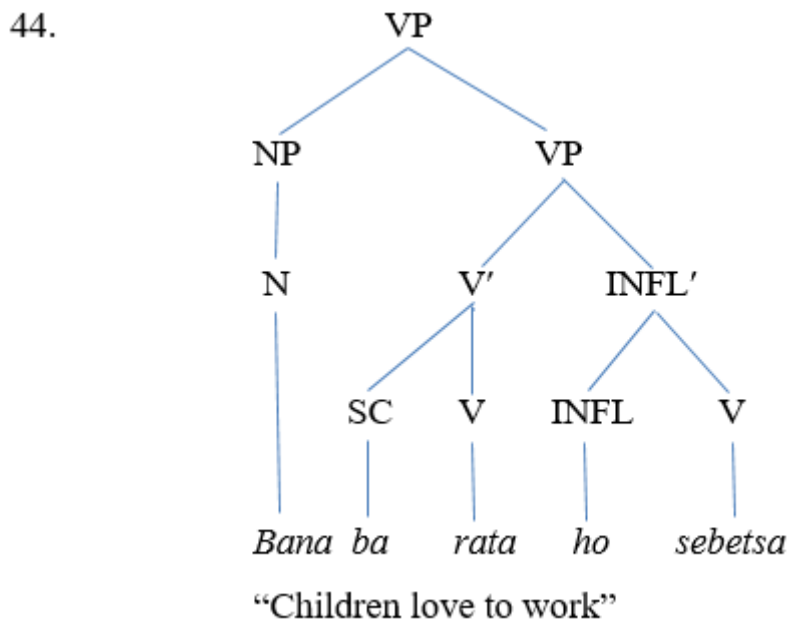 44. VP
NP VP
N V′ INFL′
SC V INFL V
Bana ba rata ho sebetsa
“Children love to work”